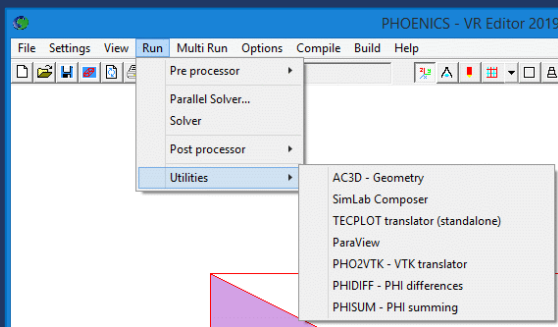 PHOENICS - VR Editor 2019
File Settings View Run Multi Run Options Compile Build Help
Pre processor
Parallel Solver...
Solver
Post processor
Utilities
AC3D - Geometry
SimLab Composer
TECPLOT translator (standalone)
ParaView
PHO2VTK - VTK translator
PHIDIFF - PHI differences
PHISUM - PHI summing